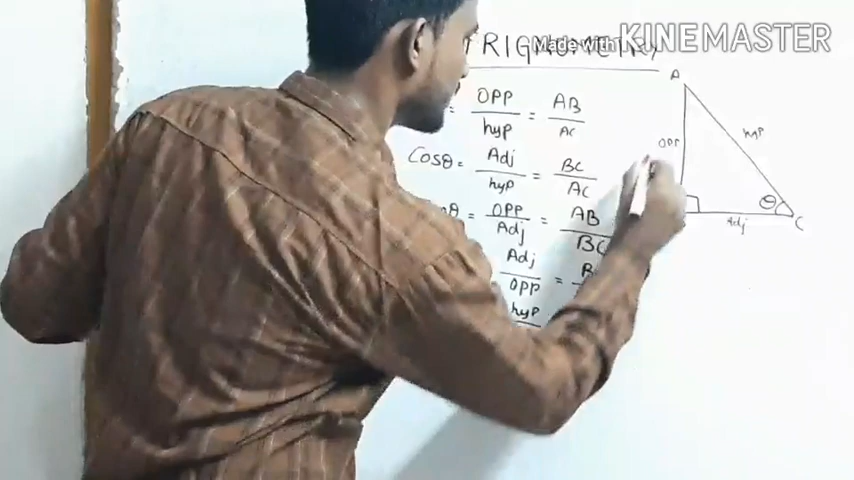 TRIGNOMETRY
Made with KINEMASTER
= OPP/hyp = AB/AC
Cosθ = Adj/hyp = BC/AC
θ = OPP/Adj = AB/BC
Adj/OPP =
hyp
A
OPP
hyp
θ
Adj
C